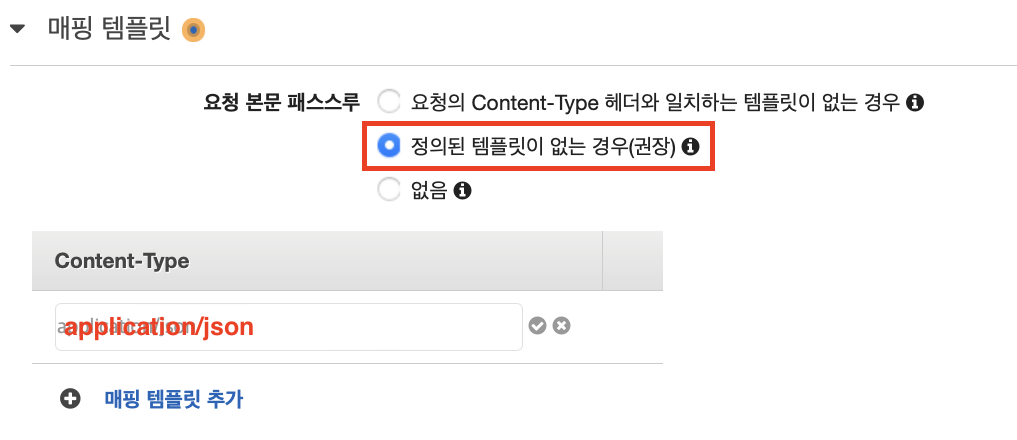 매핑 템플릿
요청 본문 패스스루
요청의 Content-Type 헤더와 일치하는 템플릿이 없는 경우
정의된 템플릿이 없는 경우(권장)
없음
Content-Type
application/json
매핑 템플릿 추가